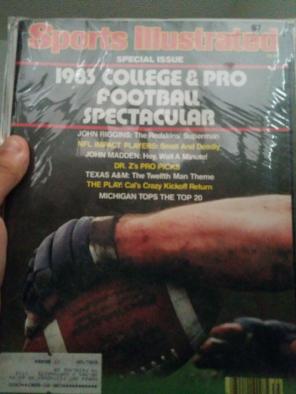 Sports Illustrated
SPECIAL ISSUE
1983 COLLEGE & PRO
FOOTBALL
SPECTACULAR
JOHN RIGGINS: The Redskins' Superman
NFL IMPACT PLAYERS: Small And Deadly
JOHN MADDEN: Hey, Wait A Minute!
DR. Z's PRO PICKS
TEXAS A&M: The Twelfth Man Theme
THE PLAY: Cal's Crazy Kickoff Return
MICHIGAN TOPS THE TOP 20